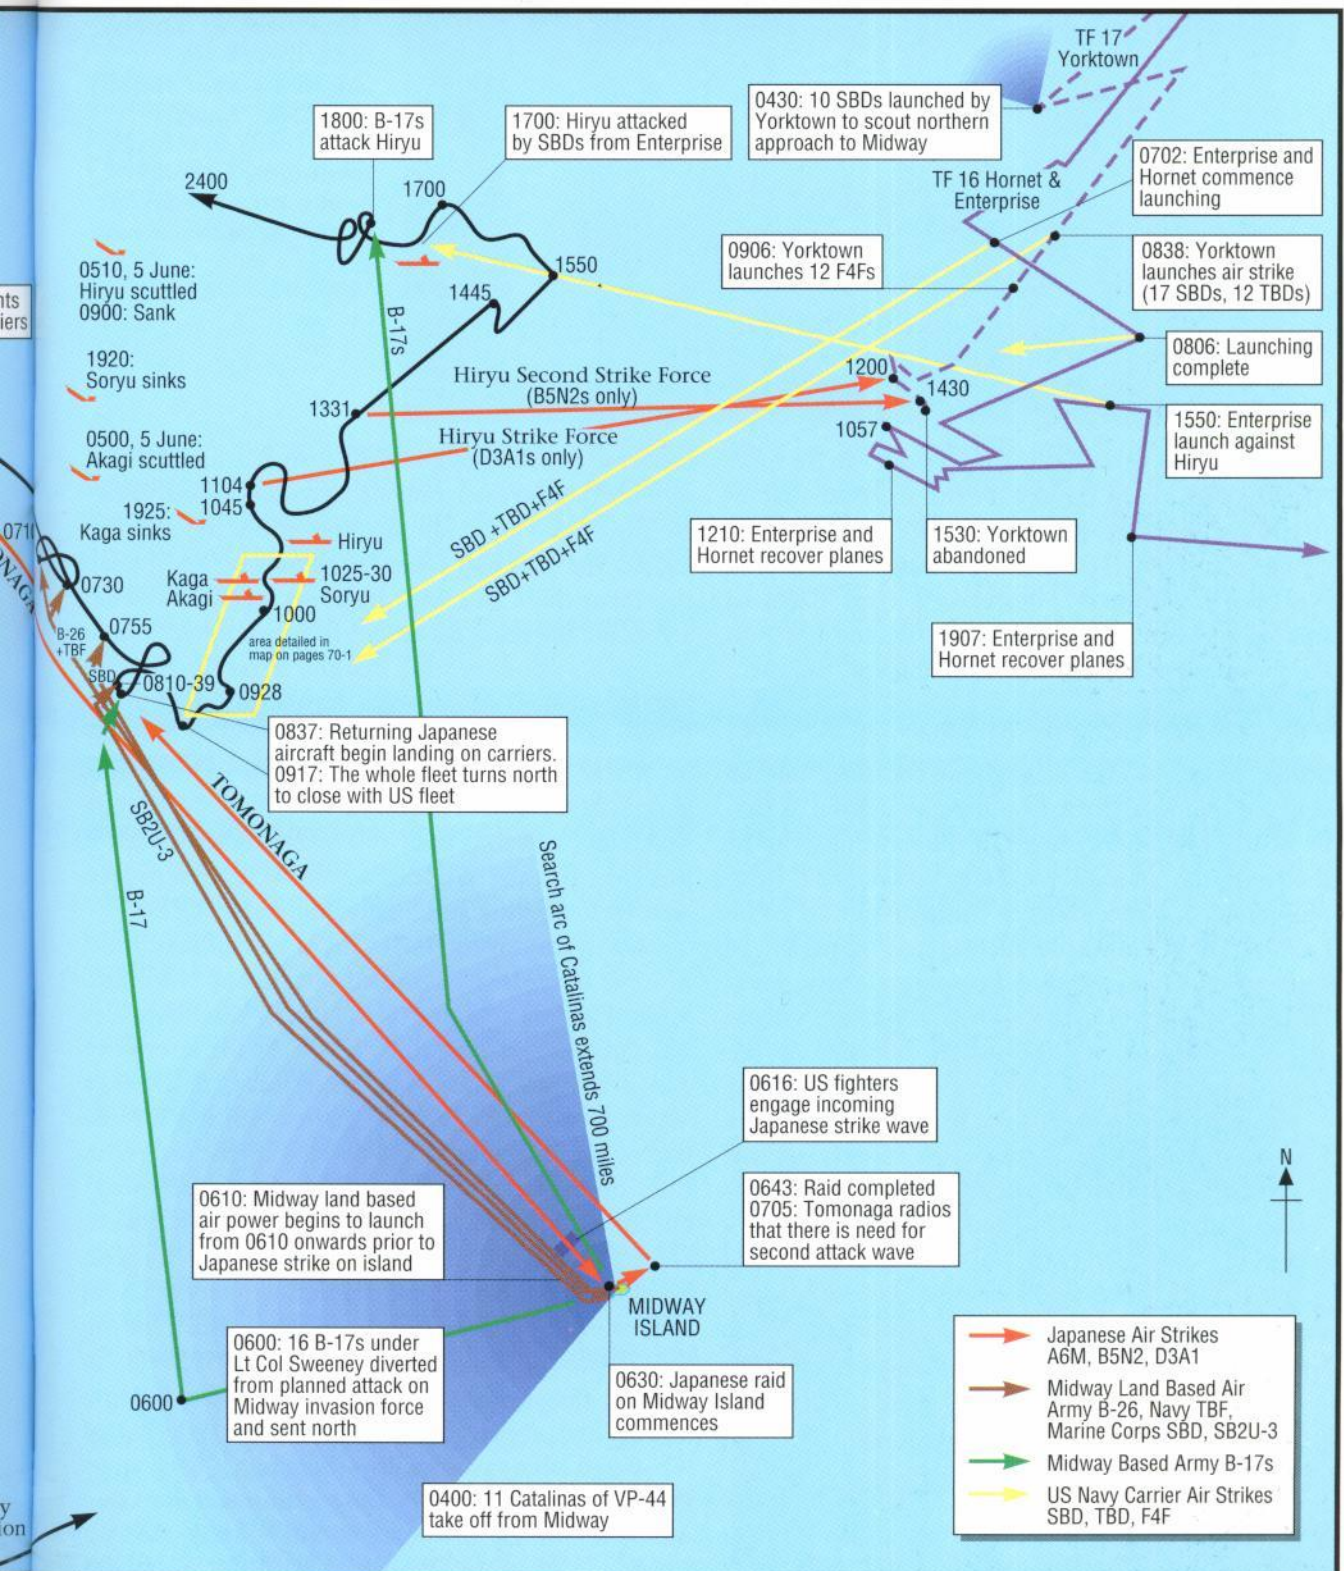 TF 17
Yorktown
0430: 10 SBDs launched by
Yorktown to scout northern
approach to Midway
1800: B-17s
attack Hiryu
1700: Hiryu attacked
by SBDs from Enterprise
0702: Enterprise and
Hornet commence
launching
TF 16 Hornet &
Enterprise
2400
1700
0906: Yorktown
launches 12 F4Fs
0838: Yorktown
launches air strike
(17 SBDs, 12 TBDs)
0510, 5 June:
Hiryu scuttled
0900: Sank
1550
1445
B-17s
nts
iers
0806: Launching
complete
1920:
Soryu sinks
Hiryu Second Strike Force
(B5N2s only)
1200
1430
1331
1057
1550: Enterprise
launch against
Hiryu
0500, 5 June:
Akagi scuttled
Hiryu Strike Force
(D3A1s only)
1104
1045
1925:
Kaga sinks
SBD +TBD+F4F
SBD+TBD+F4F
1210: Enterprise and
Hornet recover planes
1530: Yorktown
abandoned
0710
ONAGA
Hiryu
Kaga
Akagi
1025-30
Soryu
0730
1000
0755
B-26
+TBF
area detailed in
map on pages 70-1
1907: Enterprise and
Hornet recover planes
SBD
0810-39
0928
0837: Returning Japanese
aircraft begin landing on carriers.
0917: The whole fleet turns north
to close with US fleet
TOMONAGA
SB2U-3
B-17
Search arc of Catalinas extends 700 miles
0616: US fighters
engage incoming
Japanese strike wave
N
0610: Midway land based
air power begins to launch
from 0610 onwards prior to
Japanese strike on island
0643: Raid completed
0705: Tomonaga radios
that there is need for
second attack wave
MIDWAY
ISLAND
0600: 16 B-17s under
Lt Col Sweeney diverted
from planned attack on
Midway invasion force
and sent north
0600
0630: Japanese raid
on Midway Island
commences
Japanese Air Strikes
A6M, B5N2, D3A1
Midway Land Based Air
Army B-26, Navy TBF,
Marine Corps SBD, SB2U-3
Midway Based Army B-17s
US Navy Carrier Air Strikes
SBD, TBD, F4F
0400: 11 Catalinas of VP-44
take off from Midway
y
ion